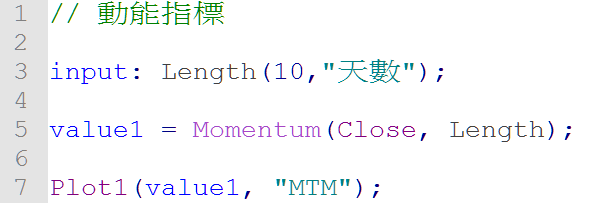 1 // 動能指標
2
3 input: Length(10,"天數");
4
5 value1 = Momentum(Close, Length);
6
7 Plot1(value1, "MTM");